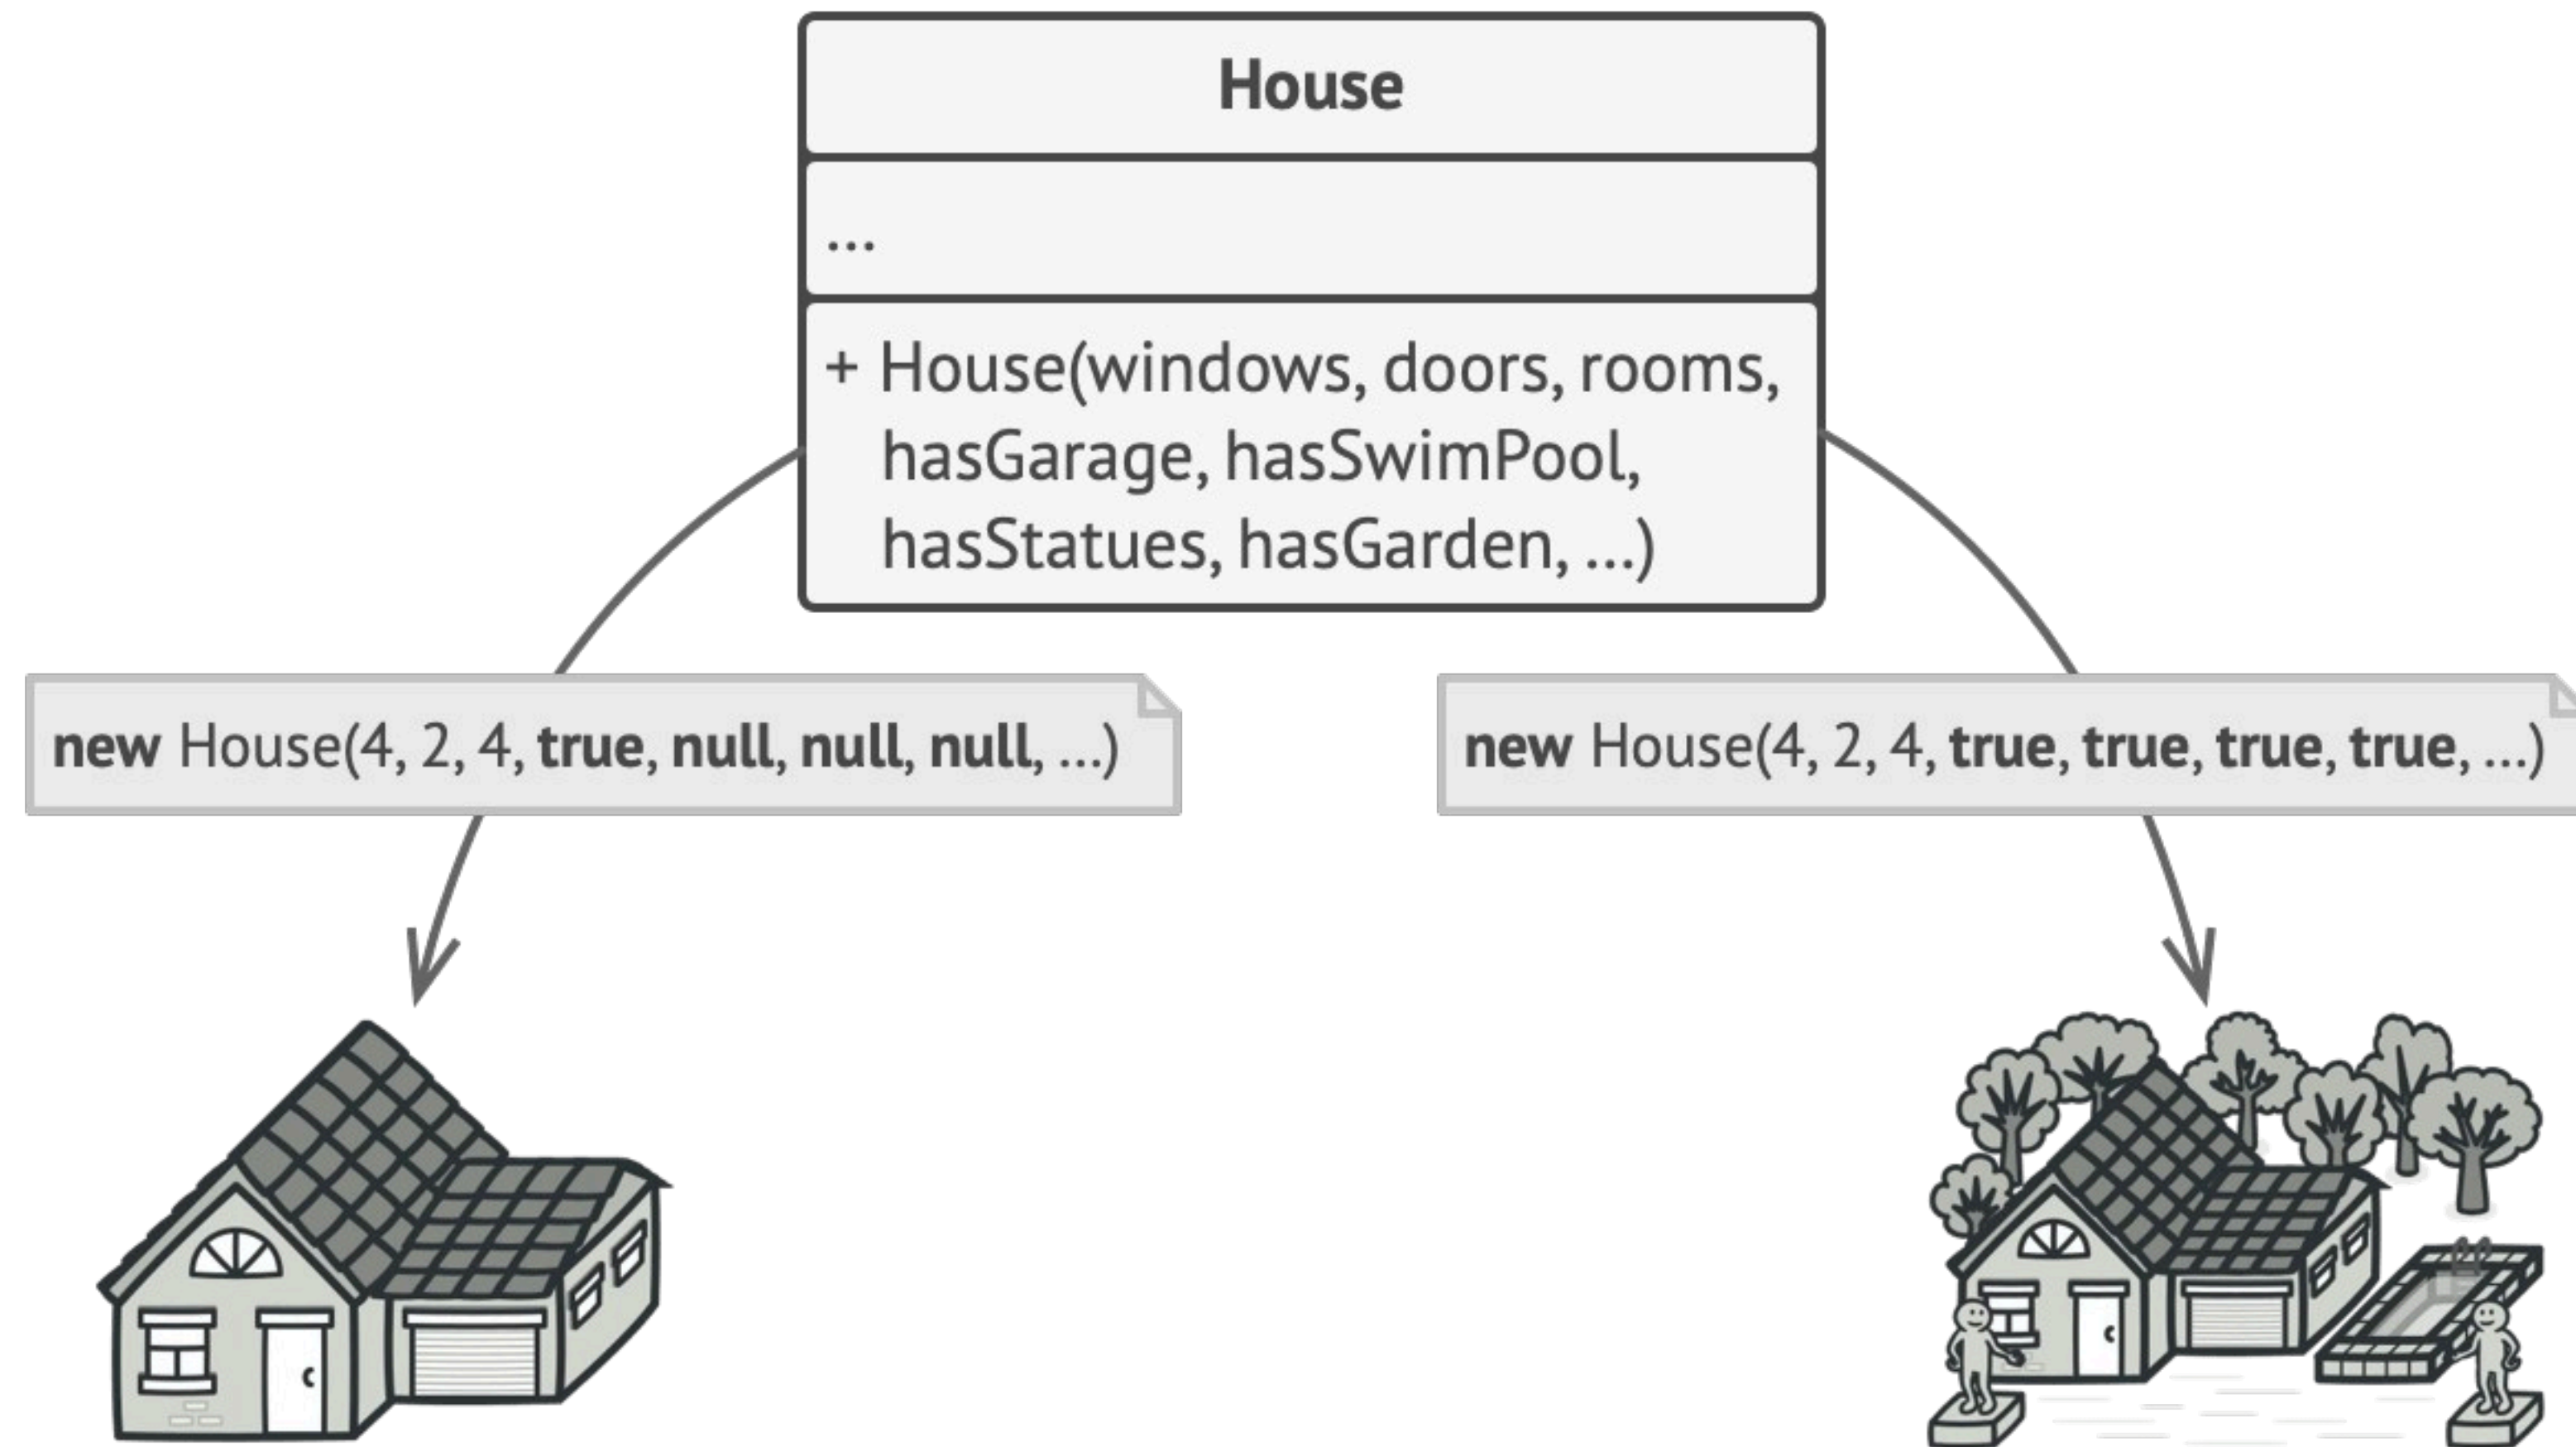 House
...
+ House(windows, doors, rooms,
hasGarage, hasSwimPool,
hasStatues, hasGarden, ...)
new House(4, 2, 4, true, null, null, null, ...)
new House(4, 2, 4, true, true, true, true, ...)